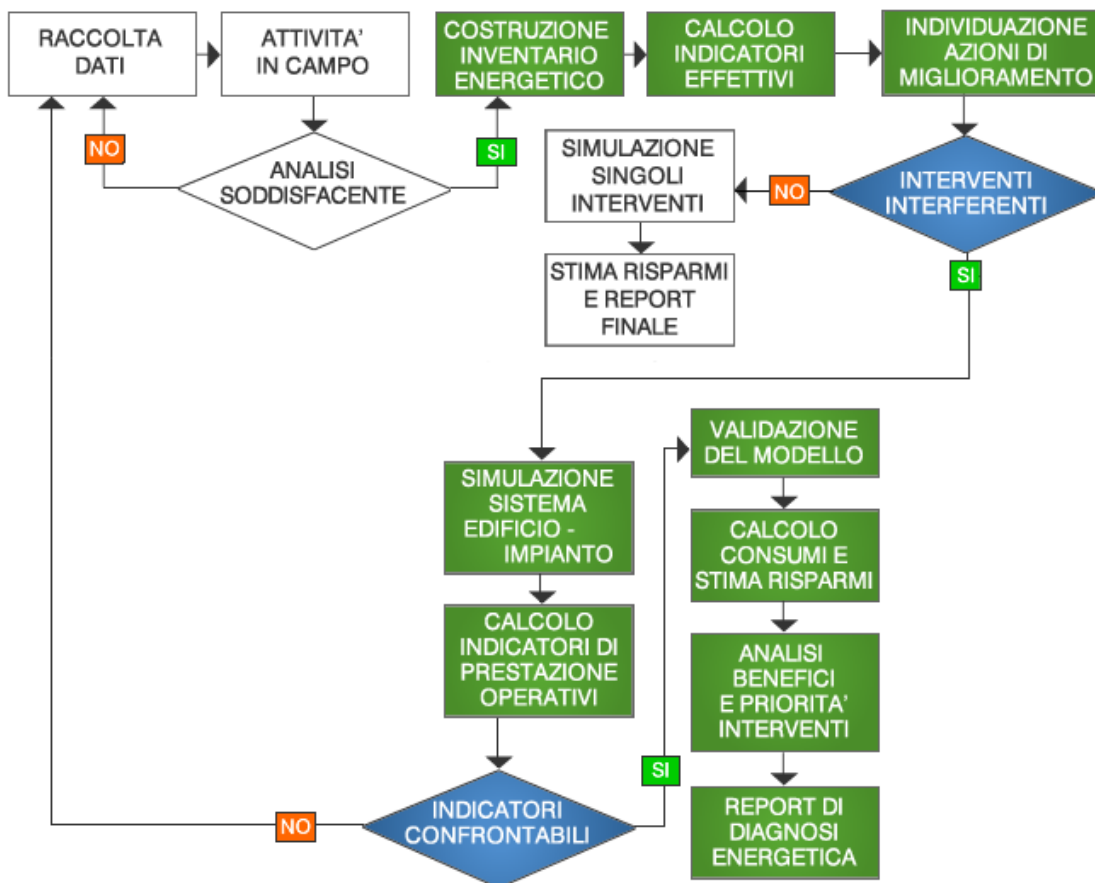 RACCOLTA
DATI
ATTIVITA'
IN CAMPO
COSTRUZIONE
INVENTARIO
ENERGETICO
CALCOLO
INDICATORI
EFFETTIVI
INDIVIDUAZIONE
AZIONI DI
MIGLIORAMENTO
NO
ANALISI
SODDISFACENTE
SI
SIMULAZIONE
SINGOLI
INTERVENTI
NO
INTERVENTI
INTERFERENTI
SI
STIMA RISPARMI
E REPORT
FINALE
SIMULAZIONE
SISTEMA
EDIFICIO -
IMPIANTO
CALCOLO
INDICATORI DI
PRESTAZIONE
OPERATIVI
INDICATORI
CONFRONTABILI
NO
SI
VALIDAZIONE
DEL MODELLO
CALCOLO
CONSUMI E
STIMA RISPARMI
ANALISI
BENEFICI
E PRIORITA'
INTERVENTI
REPORT DI
DIAGNOSI
ENERGETICA